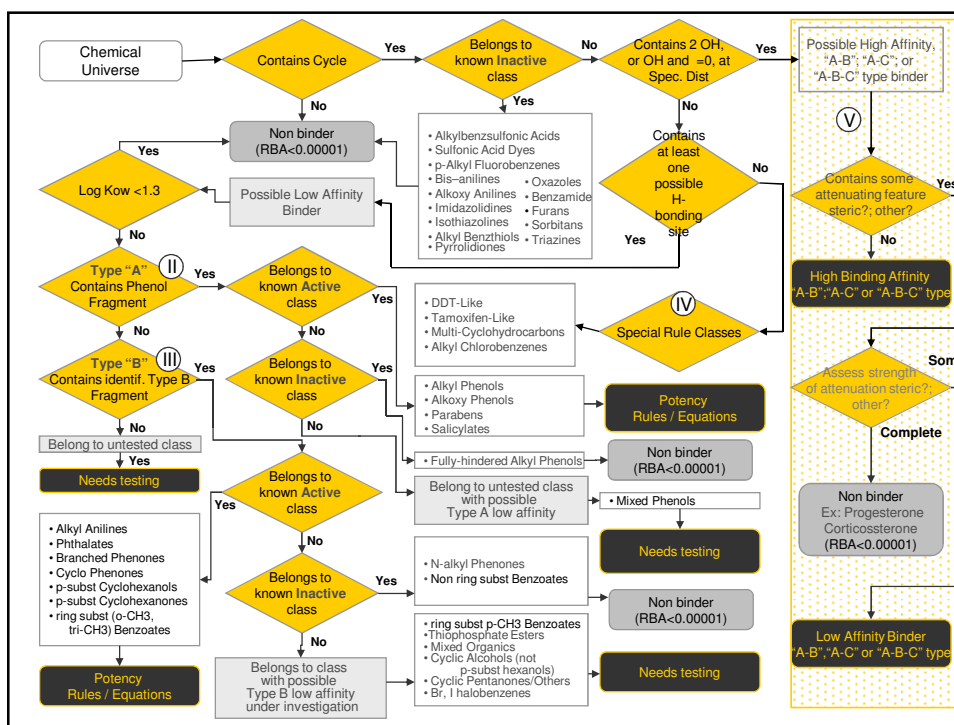 Chemical
Universe
Contains Cycle
Yes
No
Belongs to
known Inactive
class
No
Yes
Contains 2 OH,
or OH and =0, at
Spec. Dist
Yes
No
Possible High Affinity,
“A-B”; “A-C”; or
“A-B-C” type binder
V
Non binder
(RBA<0.00001)
• Alkylbenzsulfonic Acids
• Sulfonic Acid Dyes
• p-Alkyl Fluorobenzenes
• Bis–anilines
• Alkoxy Anilines
• Imidazolidines
• Isothiazolines
• Alkyl Benzthiols
• Pyrrolidiones
• Oxazoles
• Benzamide
• Furans
• Sorbitans
• Triazines
Contains
at least
one
possible
H-
bonding
site
No
Yes
Yes
Log Kow <1.3
No
Possible Low Affinity
Binder
Contains some
attenuating feature
steric?; other?
Yes
No
High Binding Affinity
“A-B”;“A-C” or “A-B-C” type
Type “A”
Contains Phenol
Fragment
II
Yes
No
Belongs to
known Active
class
Yes
No
• DDT-Like
• Tamoxifen-Like
• Multi-Cyclohydrocarbons
• Alkyl Chlorobenzenes
IV
Special Rule Classes
Type “B”
Contains identif. Type B
Fragment
III
Yes
No
Belongs to
known Inactive
class
Yes
No
• Alkyl Phenols
• Alkoxy Phenols
• Parabens
• Salicylates
Potency
Rules / Equations
Som
Assess strength
of attenuation steric?;
other?
Complete
Belong to untested class
Yes
Needs testing
• Fully-hindered Alkyl Phenols
Non binder
(RBA<0.00001)
Belongs to
known Active
class
Yes
No
Belong to untested class
with possible
Type A low affinity
• Mixed Phenols
Needs testing
Non binder
Ex: Progesterone
Corticossterone
(RBA<0.00001)
• Alkyl Anilines
• Phthalates
• Branched Phenones
• Cyclo Phenones
• p-subst Cyclohexanols
• p-subst Cyclohexanones
• ring subst (o-CH3,
tri-CH3) Benzoates
Potency
Rules / Equations
Belongs to
known Inactive
class
Yes
No
• N-alkyl Phenones
• Non ring subst Benzoates
Non binder
(RBA<0.00001)
Belongs to class
with possible
Type B low affinity
under investigation
• ring subst p-CH3 Benzoates
• Thiophosphate Esters
• Mixed Organics
• Cyclic Alcohols (not
p-subst hexanols)
• Cyclic Pentanones/Others
• Br, I halobenzenes
Needs testing
Low Affinity Binder
“A-B”,“A-C” or “A-B-C” type